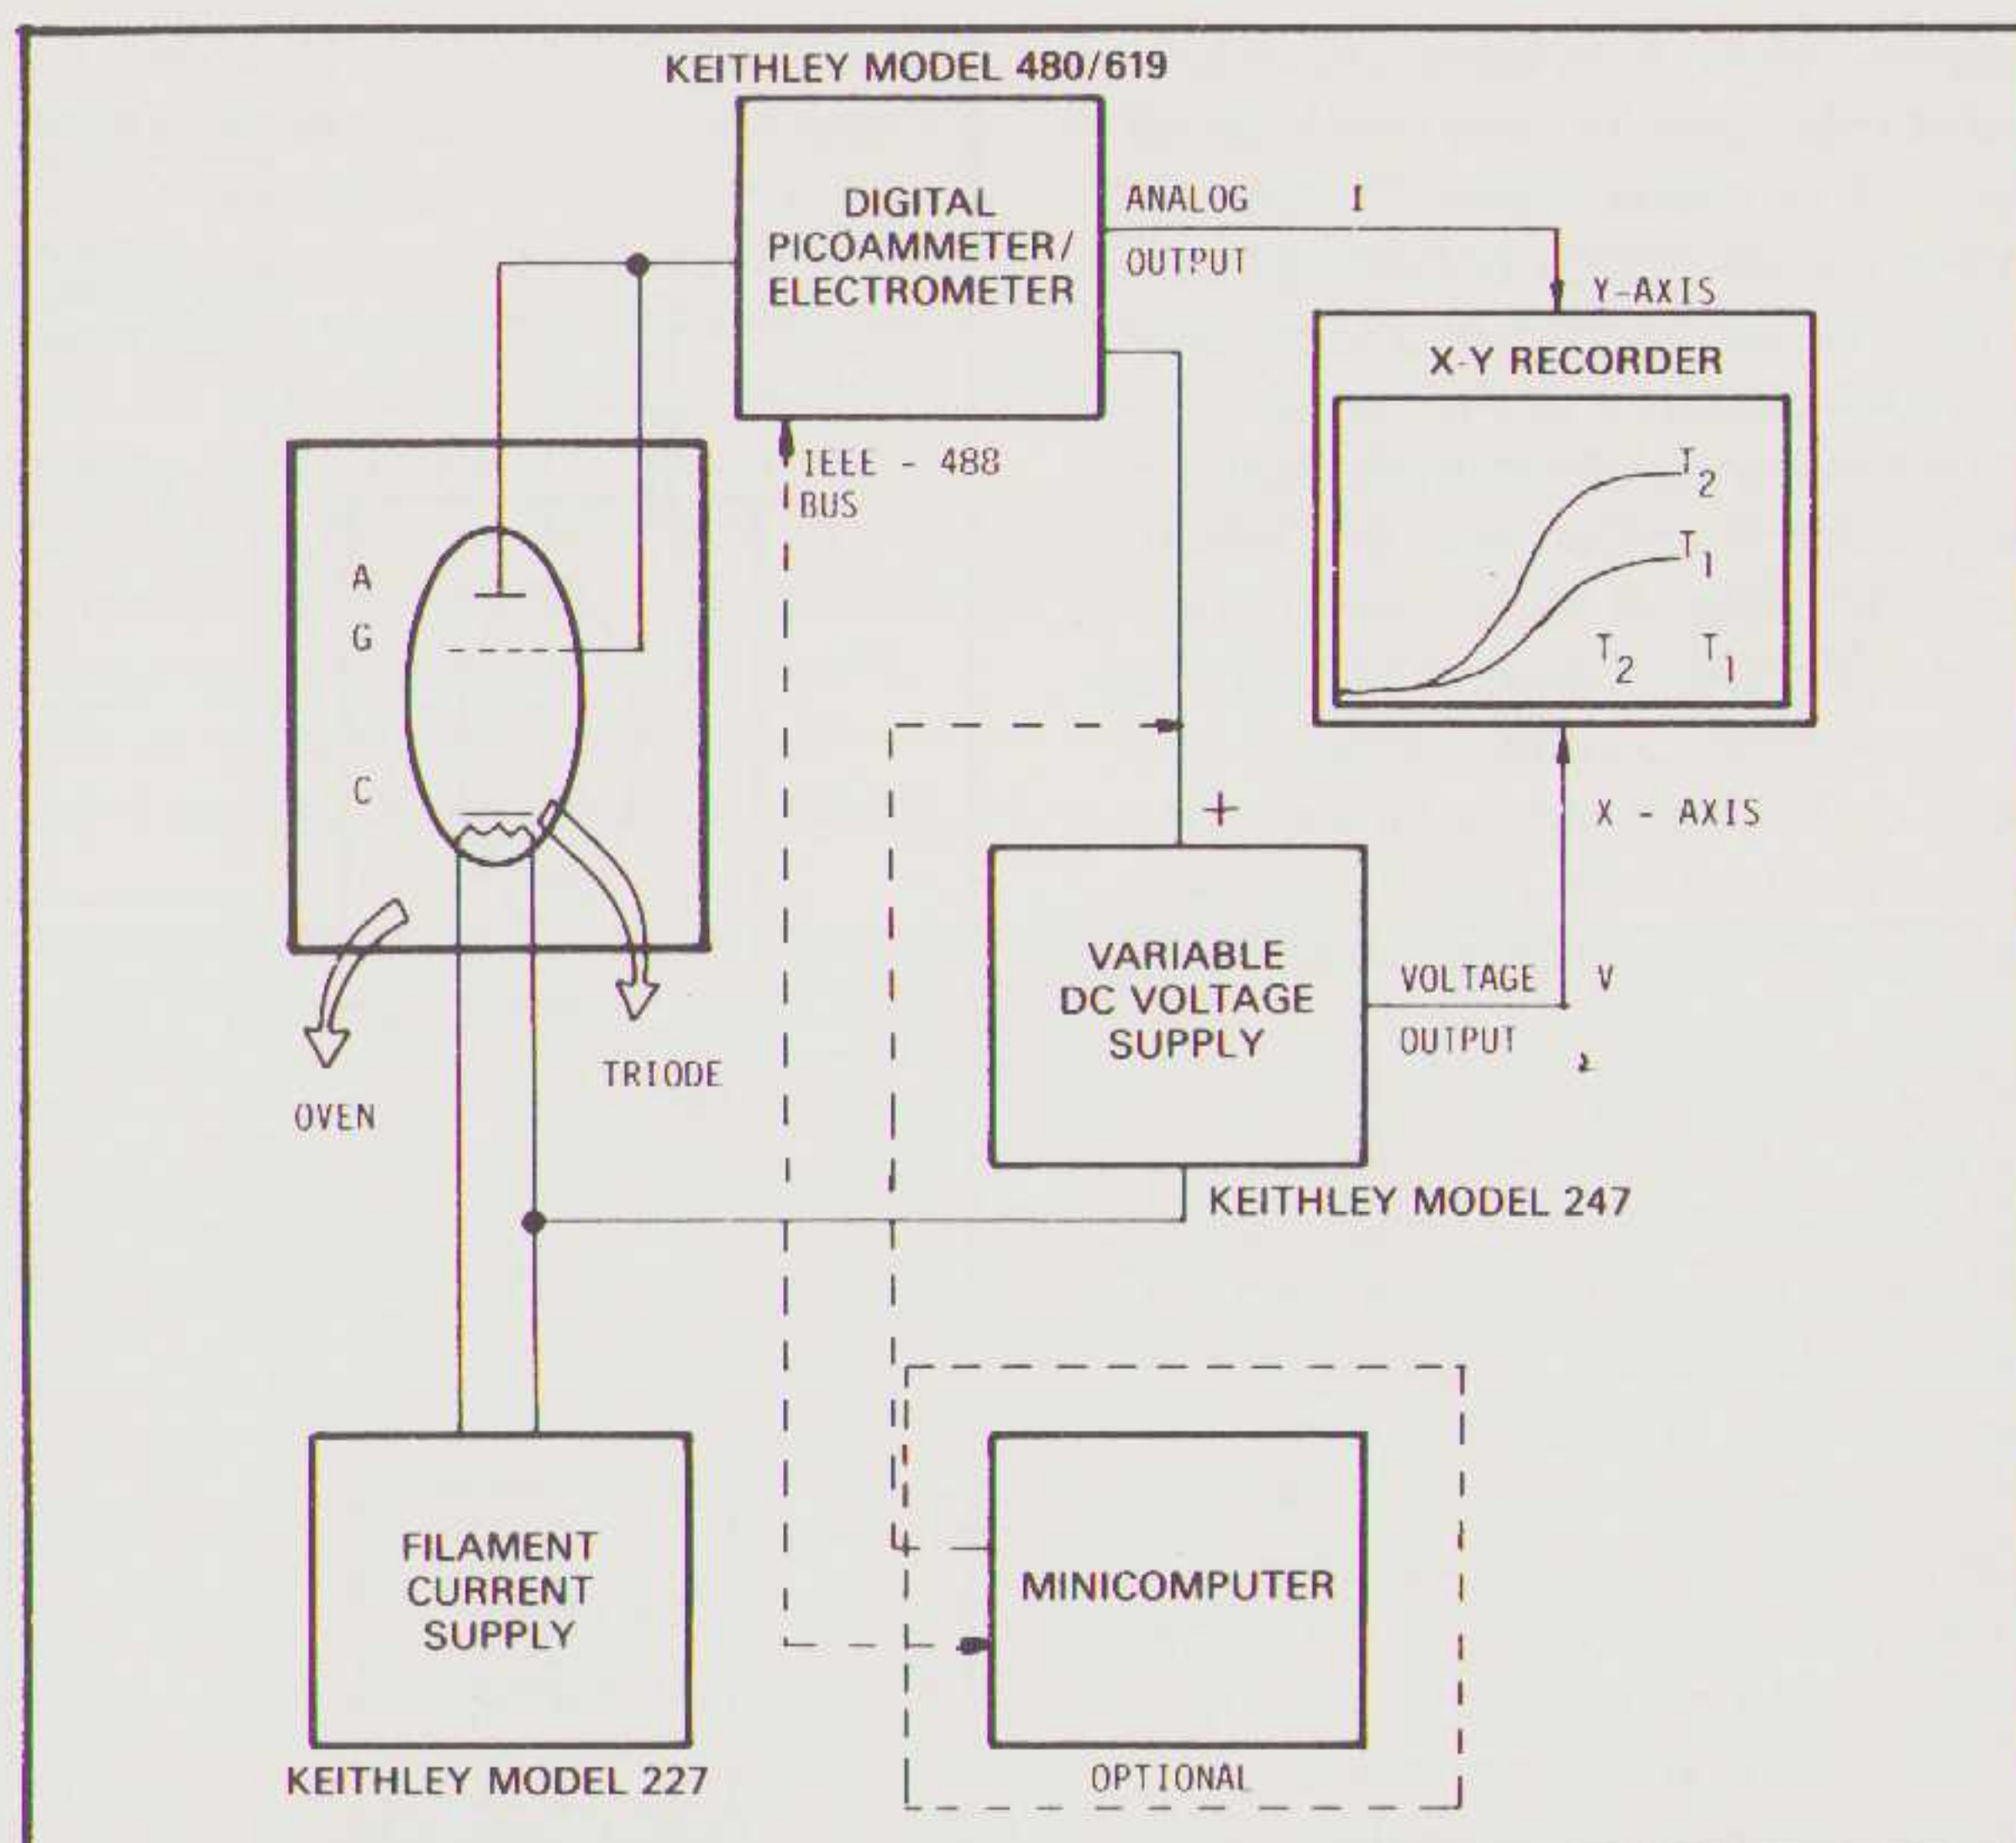 KEITHLEY MODEL 480/619
DIGITAL
PICOAMMETER/
ELECTROMETER
ANALOG I
OUTPUT
Y-AXIS
X-Y RECORDER
T2
T1
T2 T1
IEEE - 488
BUS
A
G
C
+
X - AXIS
VARIABLE
DC VOLTAGE
SUPPLY
VOLTAGE V
OUTPUT
TRIODE
OVEN
KEITHLEY MODEL 247
FILAMENT
CURRENT
SUPPLY
MINICOMPUTER
KEITHLEY MODEL 227
OPTIONAL